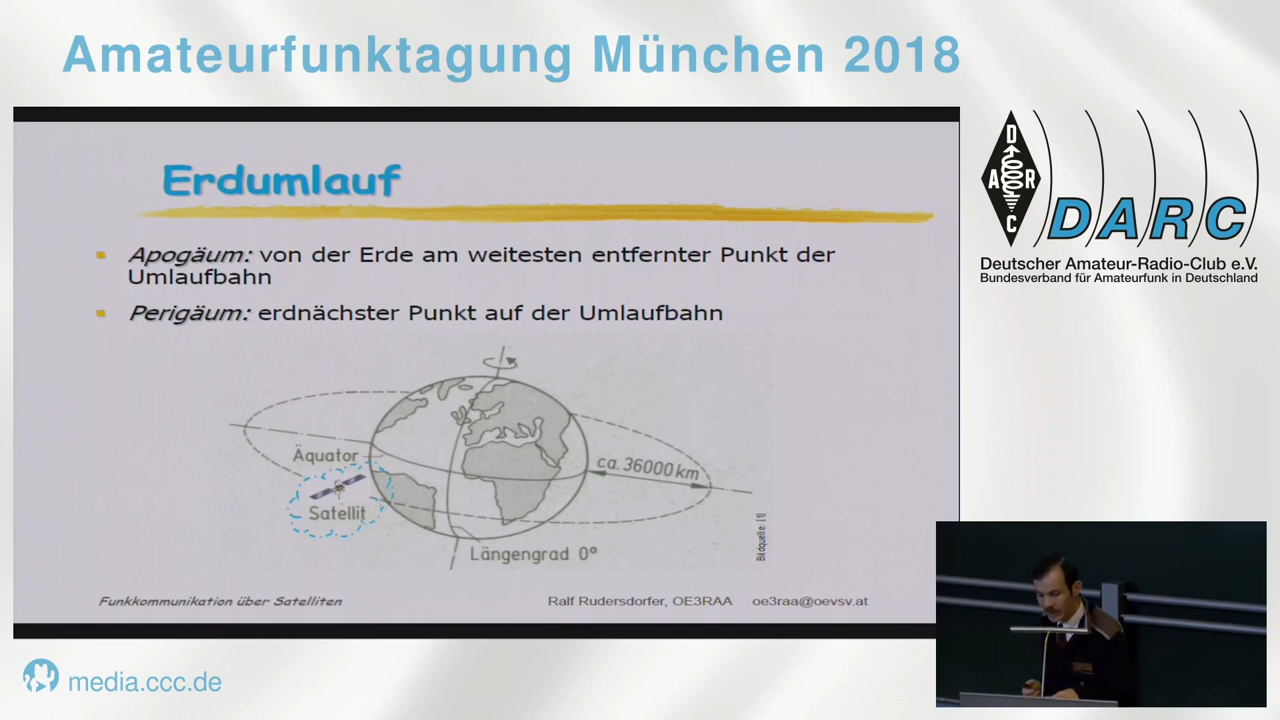 Amateurfunktagung München 2018
Erdumlauf
Apogäum: von der Erde am weitesten entfernter Punkt der
Umlaufbahn
Perigäum: erdnächster Punkt auf der Umlaufbahn
Äquator
ca. 36000 km
Satellit
Längengrad 0°
Bildquelle: [1]
Funkkommunikation über Satelliten
Ralf Rudersdorfer, OE3RAA oe3raa@oevsv.at
D
A R
C
DARC
Deutscher Amateur-Radio-Club e.V.
Bundesverband für Amateurfunk in Deutschland
media.ccc.de